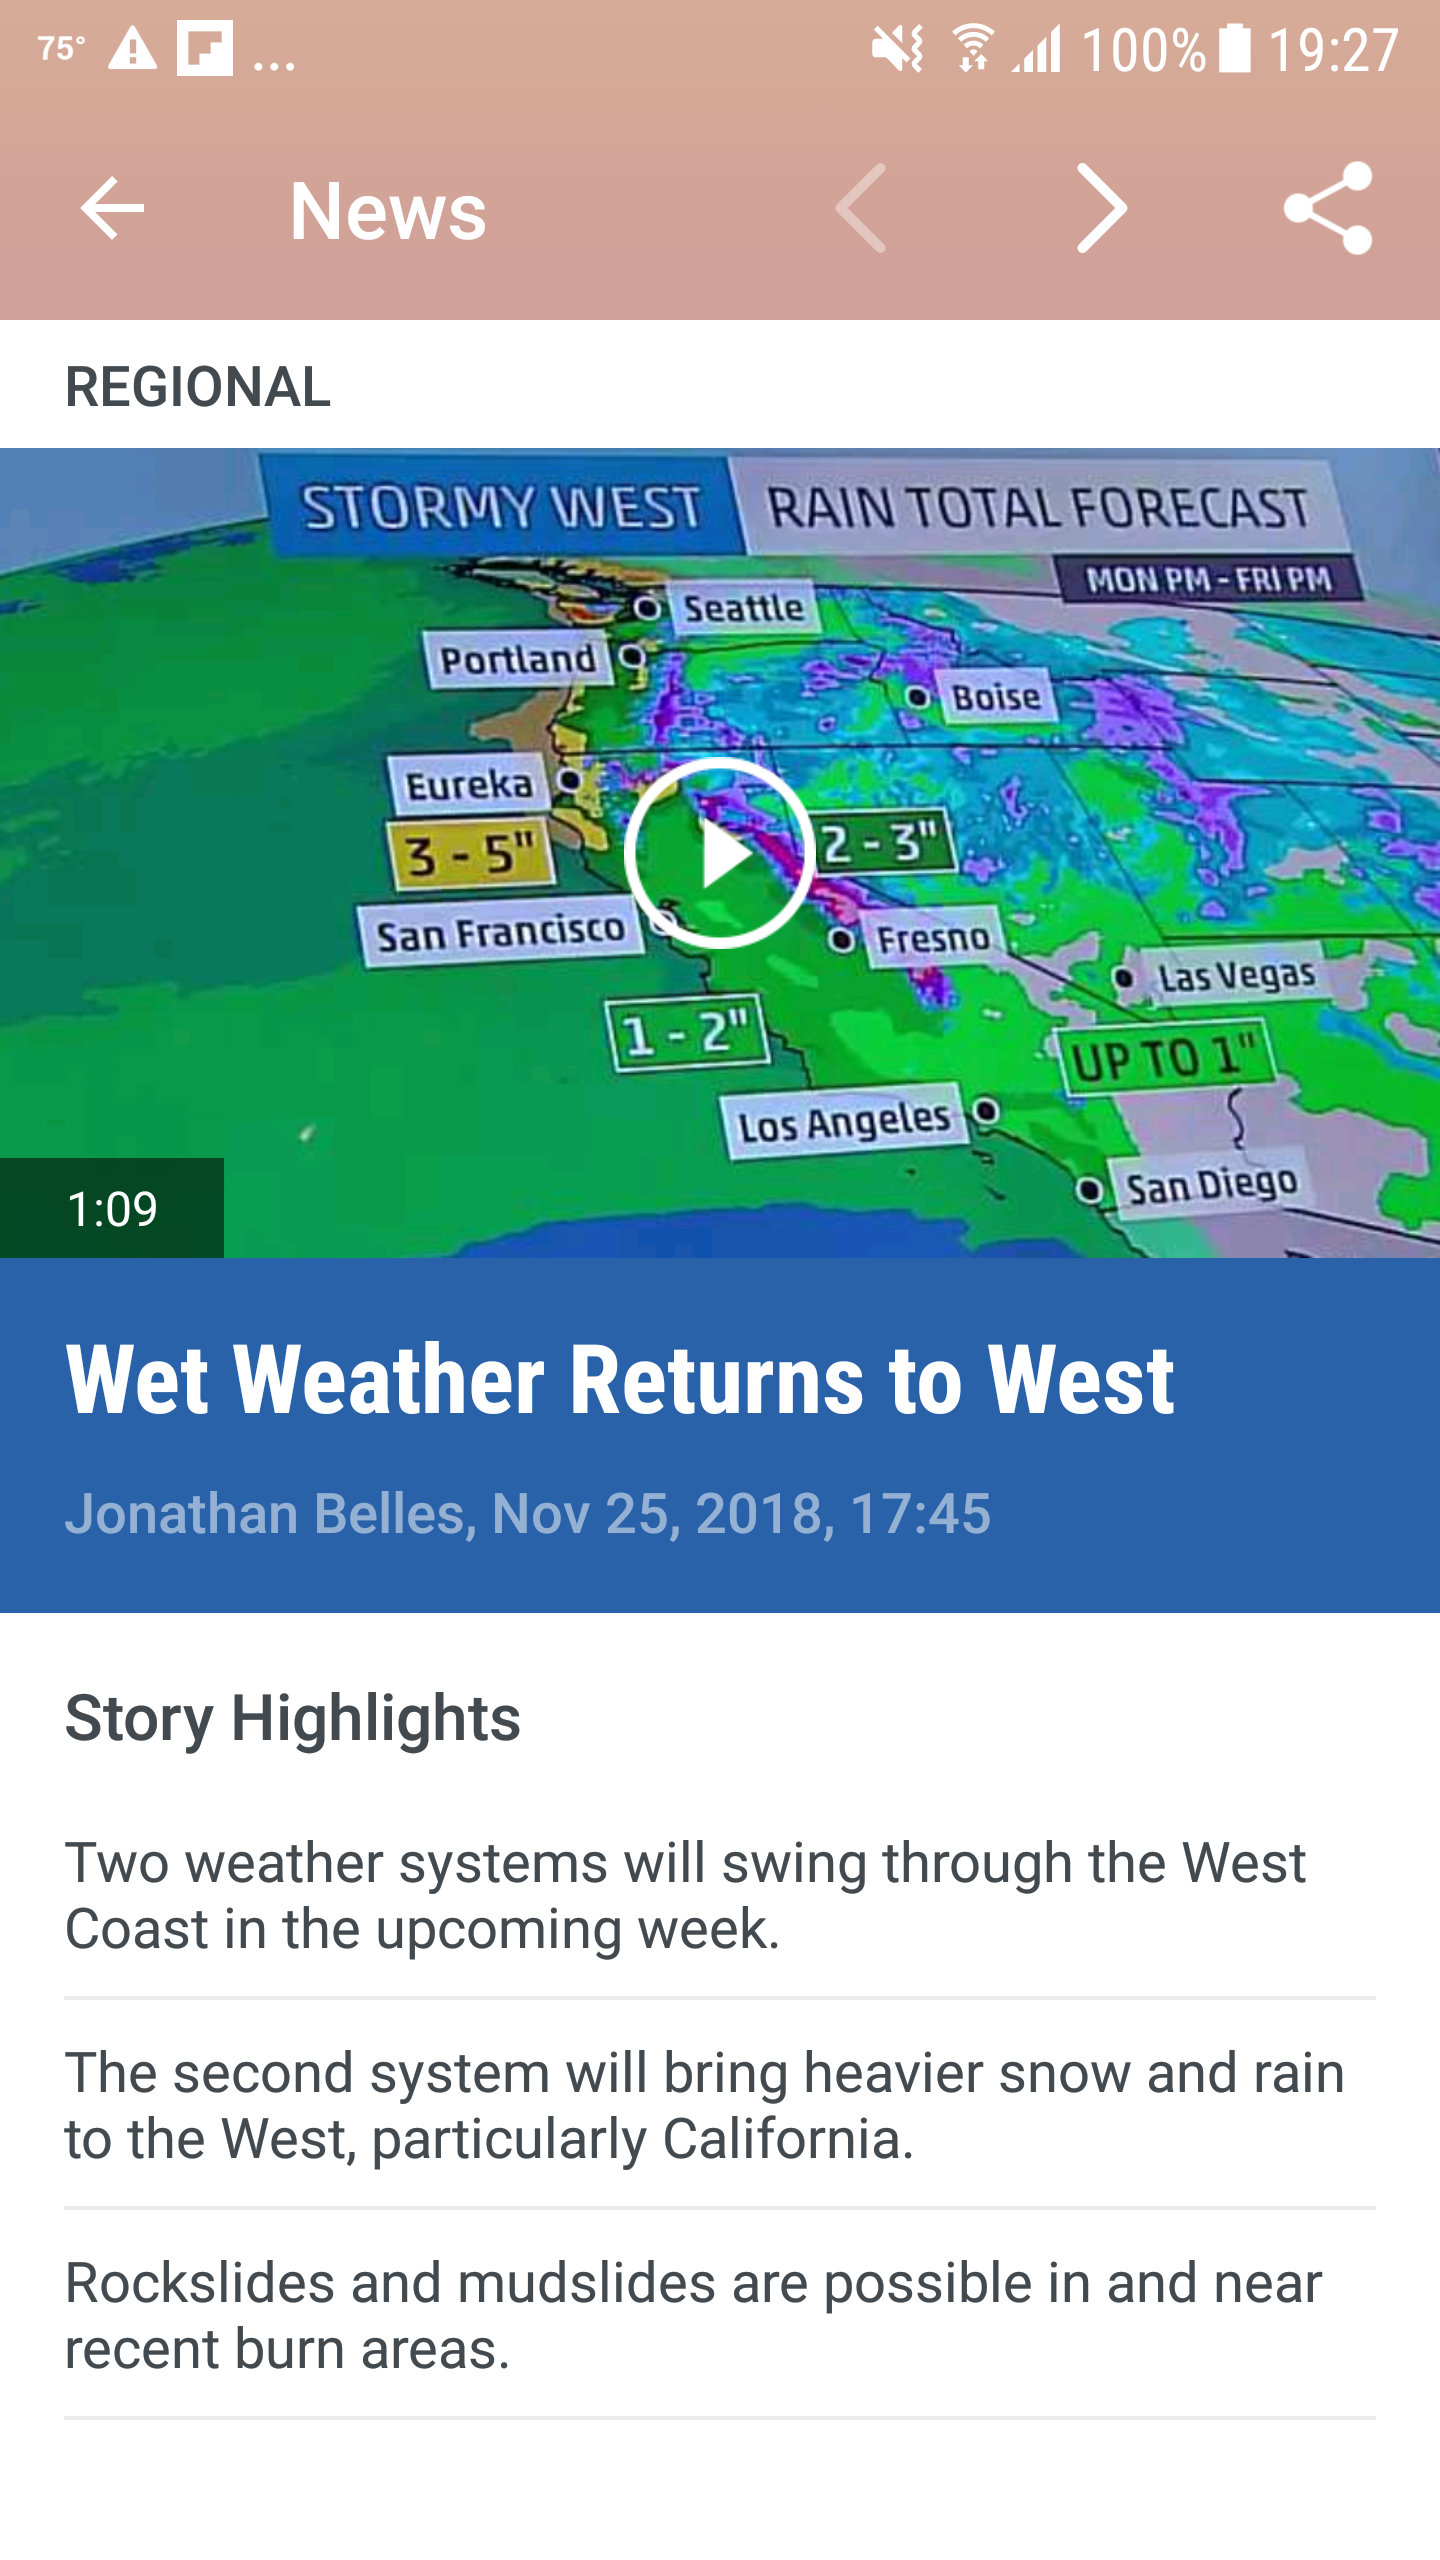 75°
...
100%
19:27
News
REGIONAL
STORMY WEST
RAIN TOTAL FORECAST
MON PM - FRI PM
Seattle
Portland
Boise
Eureka
3 - 5"
2 - 3"
San Francisco
Fresno
Las Vegas
1 - 2"
UP TO 1"
Los Angeles
San Diego
1:09
Wet Weather Returns to West
Jonathan Belles, Nov 25, 2018, 17:45
Story Highlights
Two weather systems will swing through the West
Coast in the upcoming week.
The second system will bring heavier snow and rain
to the West, particularly California.
Rockslides and mudslides are possible in and near
recent burn areas.